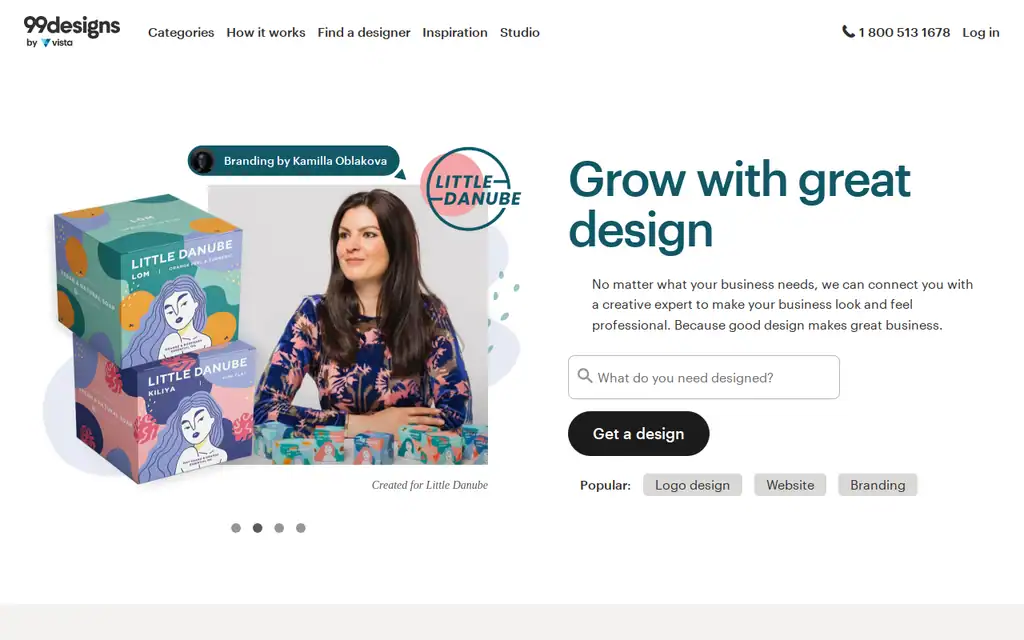 99designs
by vista
Categories
How it works
Find a designer
Inspiration
Studio
1 800 513 1678
Log in
Branding by Kamilla Oblakova
LITTLE
DANUBE
LOM
LITTLE DANUBE
LOM | ORANGE PEEL & TURMERIC
LITTLE DANUBE
KILIYA
Created for Little Danube
Grow with great
design
No matter what your business needs, we can connect you with
a creative expert to make your business look and feel
professional. Because good design makes great business.
What do you need designed?
Get a design
Popular:
Logo design
Website
Branding